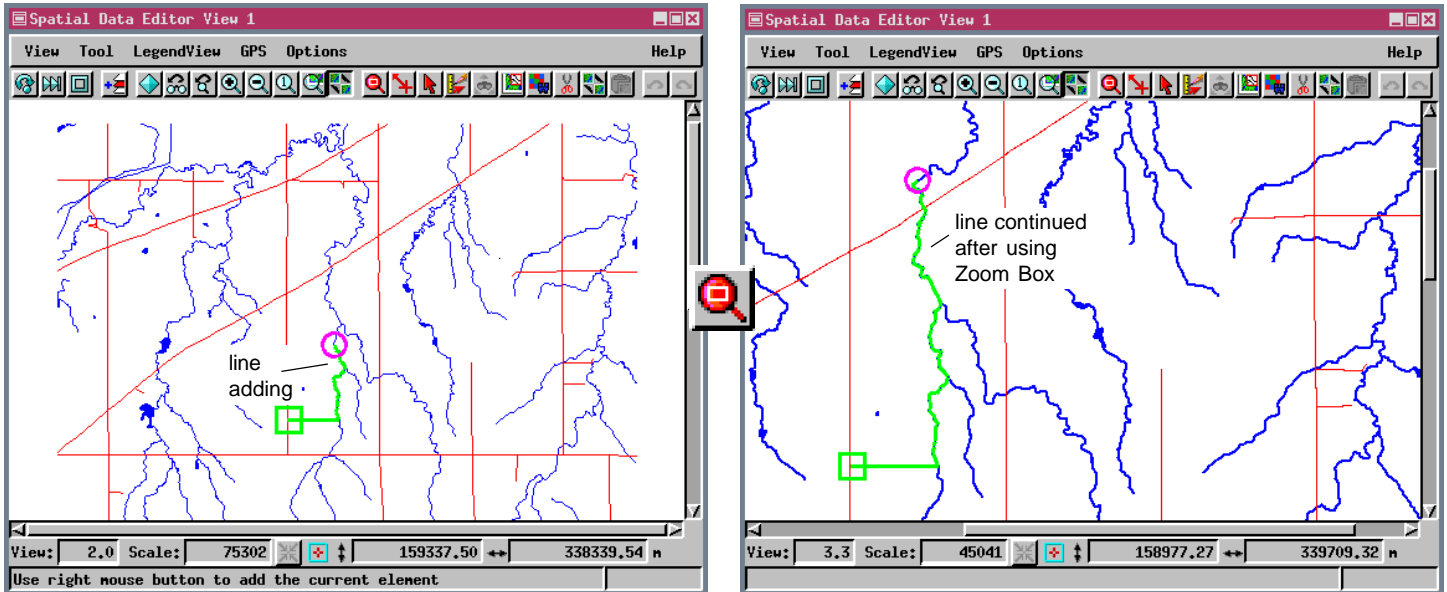 Spatial Data Editor View 1
View Tool LegendView GPS Options Help
line
adding
View: 2.0 Scale: 75302 159337.50 338339.54 m
Use right mouse button to add the current element
Spatial Data Editor View 1
View Tool LegendView GPS Options Help
line continued
after using
Zoom Box
View: 3.3 Scale: 45041 158977.27 339709.32 m